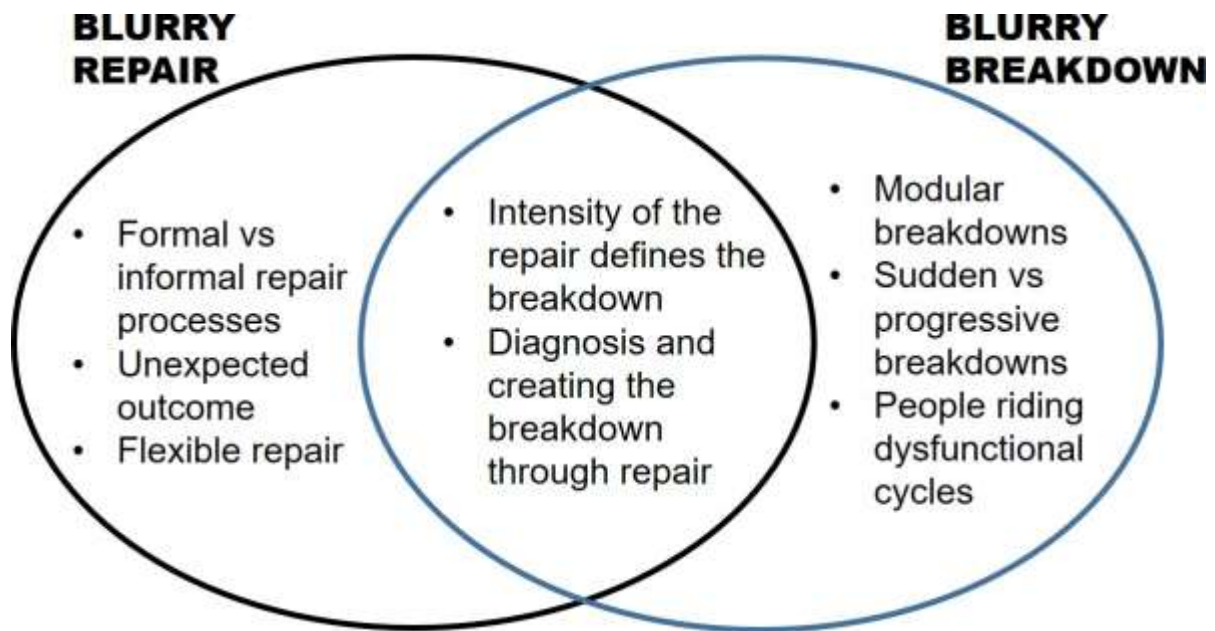 BLURRY
REPAIR
BLURRY
BREAKDOWN
• Formal vs
informal repair
processes
• Unexpected
outcome
• Flexible repair
• Intensity of the
repair defines the
breakdown
• Diagnosis and
creating the
breakdown
through repair
• Modular
breakdowns
• Sudden vs
progressive
breakdowns
• People riding
dysfunctional
cycles